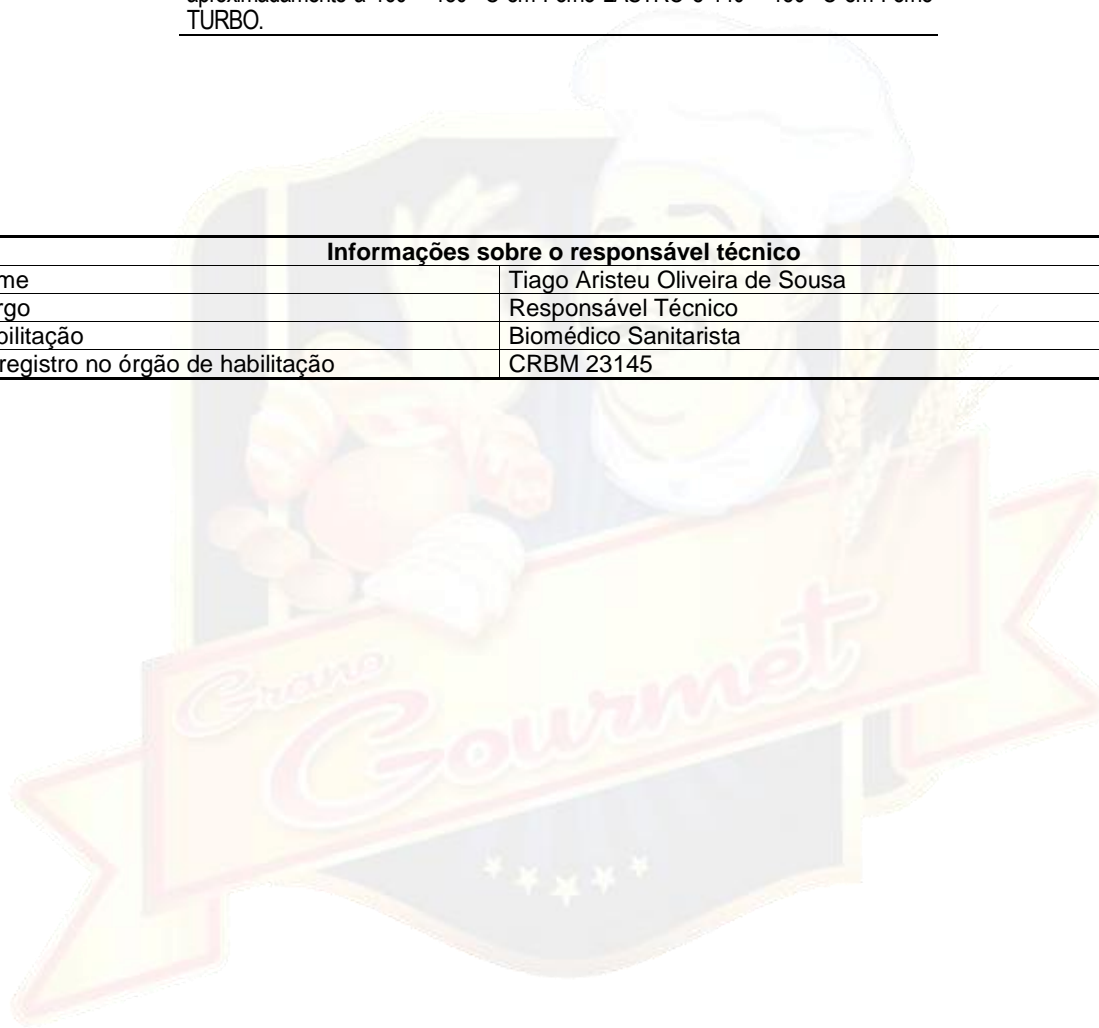 TURBO.
Informações sobre o responsável técnico
me Tiago Aristeu Oliveira de Sousa
rgo Responsável Técnico
bilitação Biomédico Sanitarista
registro no órgão de habilitação CRBM 23145
Grano
Gourmet